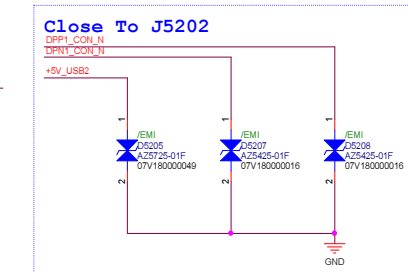 Close To J5202
DPP1_CON_N
DPN1_CON_N
+5V_USB2
1
/EMI
D5205
AZ5725-01F
07V180000049
2
1
/EMI
D5207
AZ5425-01F
07V180000016
2
1
/EMI
D5208
AZ5425-01F
07V180000016
2
GND